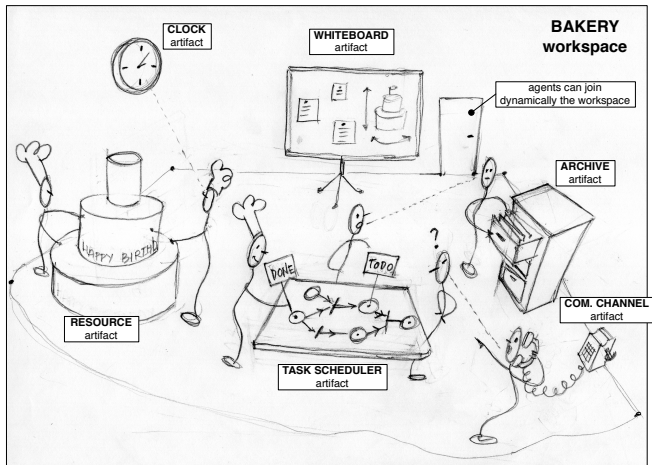 CLOCK
artifact
WHITEBOARD
artifact
BAKERY
workspace
agents can join
dynamically the workspace
ARCHIVE
artifact
HAPPY BIRTHD
DONE
TODO
?
COM. CHANNEL
artifact
RESOURCE
artifact
TASK SCHEDULER
artifact